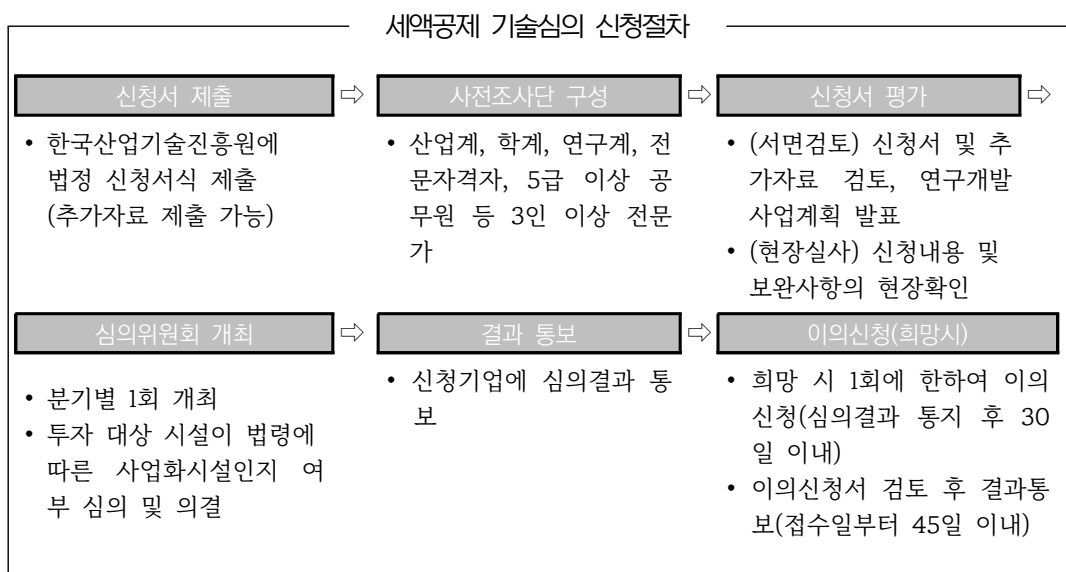 세액공제 기술심의 신청절차
신청서 제출
⇨
사전조사단 구성
⇨
신청서 평가
⇨
• 한국산업기술진흥원에
법정 신청서식 제출
(추가자료 제출 가능)
• 산업계, 학계, 연구계, 전
문자격자, 5급 이상 공
무원 등 3인 이상 전문
가
• (서면검토) 신청서 및 추
가자료 검토, 연구개발
사업계획 발표
• (현장실사) 신청내용 및
보완사항의 현장확인
심의위원회 개최
⇨
결과 통보
⇨
이의신청(희망시)
• 분기별 1회 개최
• 투자 대상 시설이 법령에
따른 사업화시설인지 여
부 심의 및 의결
• 신청기업에 심의결과 통
보
• 희망 시 1회에 한하여 이의
신청(심의결과 통지 후 30
일 이내)
• 이의신청서 검토 후 결과통
보(접수일부터 45일 이내)